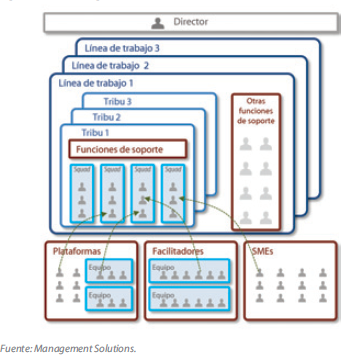 Director
Línea de trabajo 3
Línea de trabajo 2
Línea de trabajo 1
Tribu 3
Tribu 2
Tribu 1
Funciones de soporte
Squad Squad Squad Squad
Otras
funciones
de soporte
Plataformas
Equipo
Equipo
Facilitadores
Equipo
Equipo
SMEs
Fuente: Management Solutions.